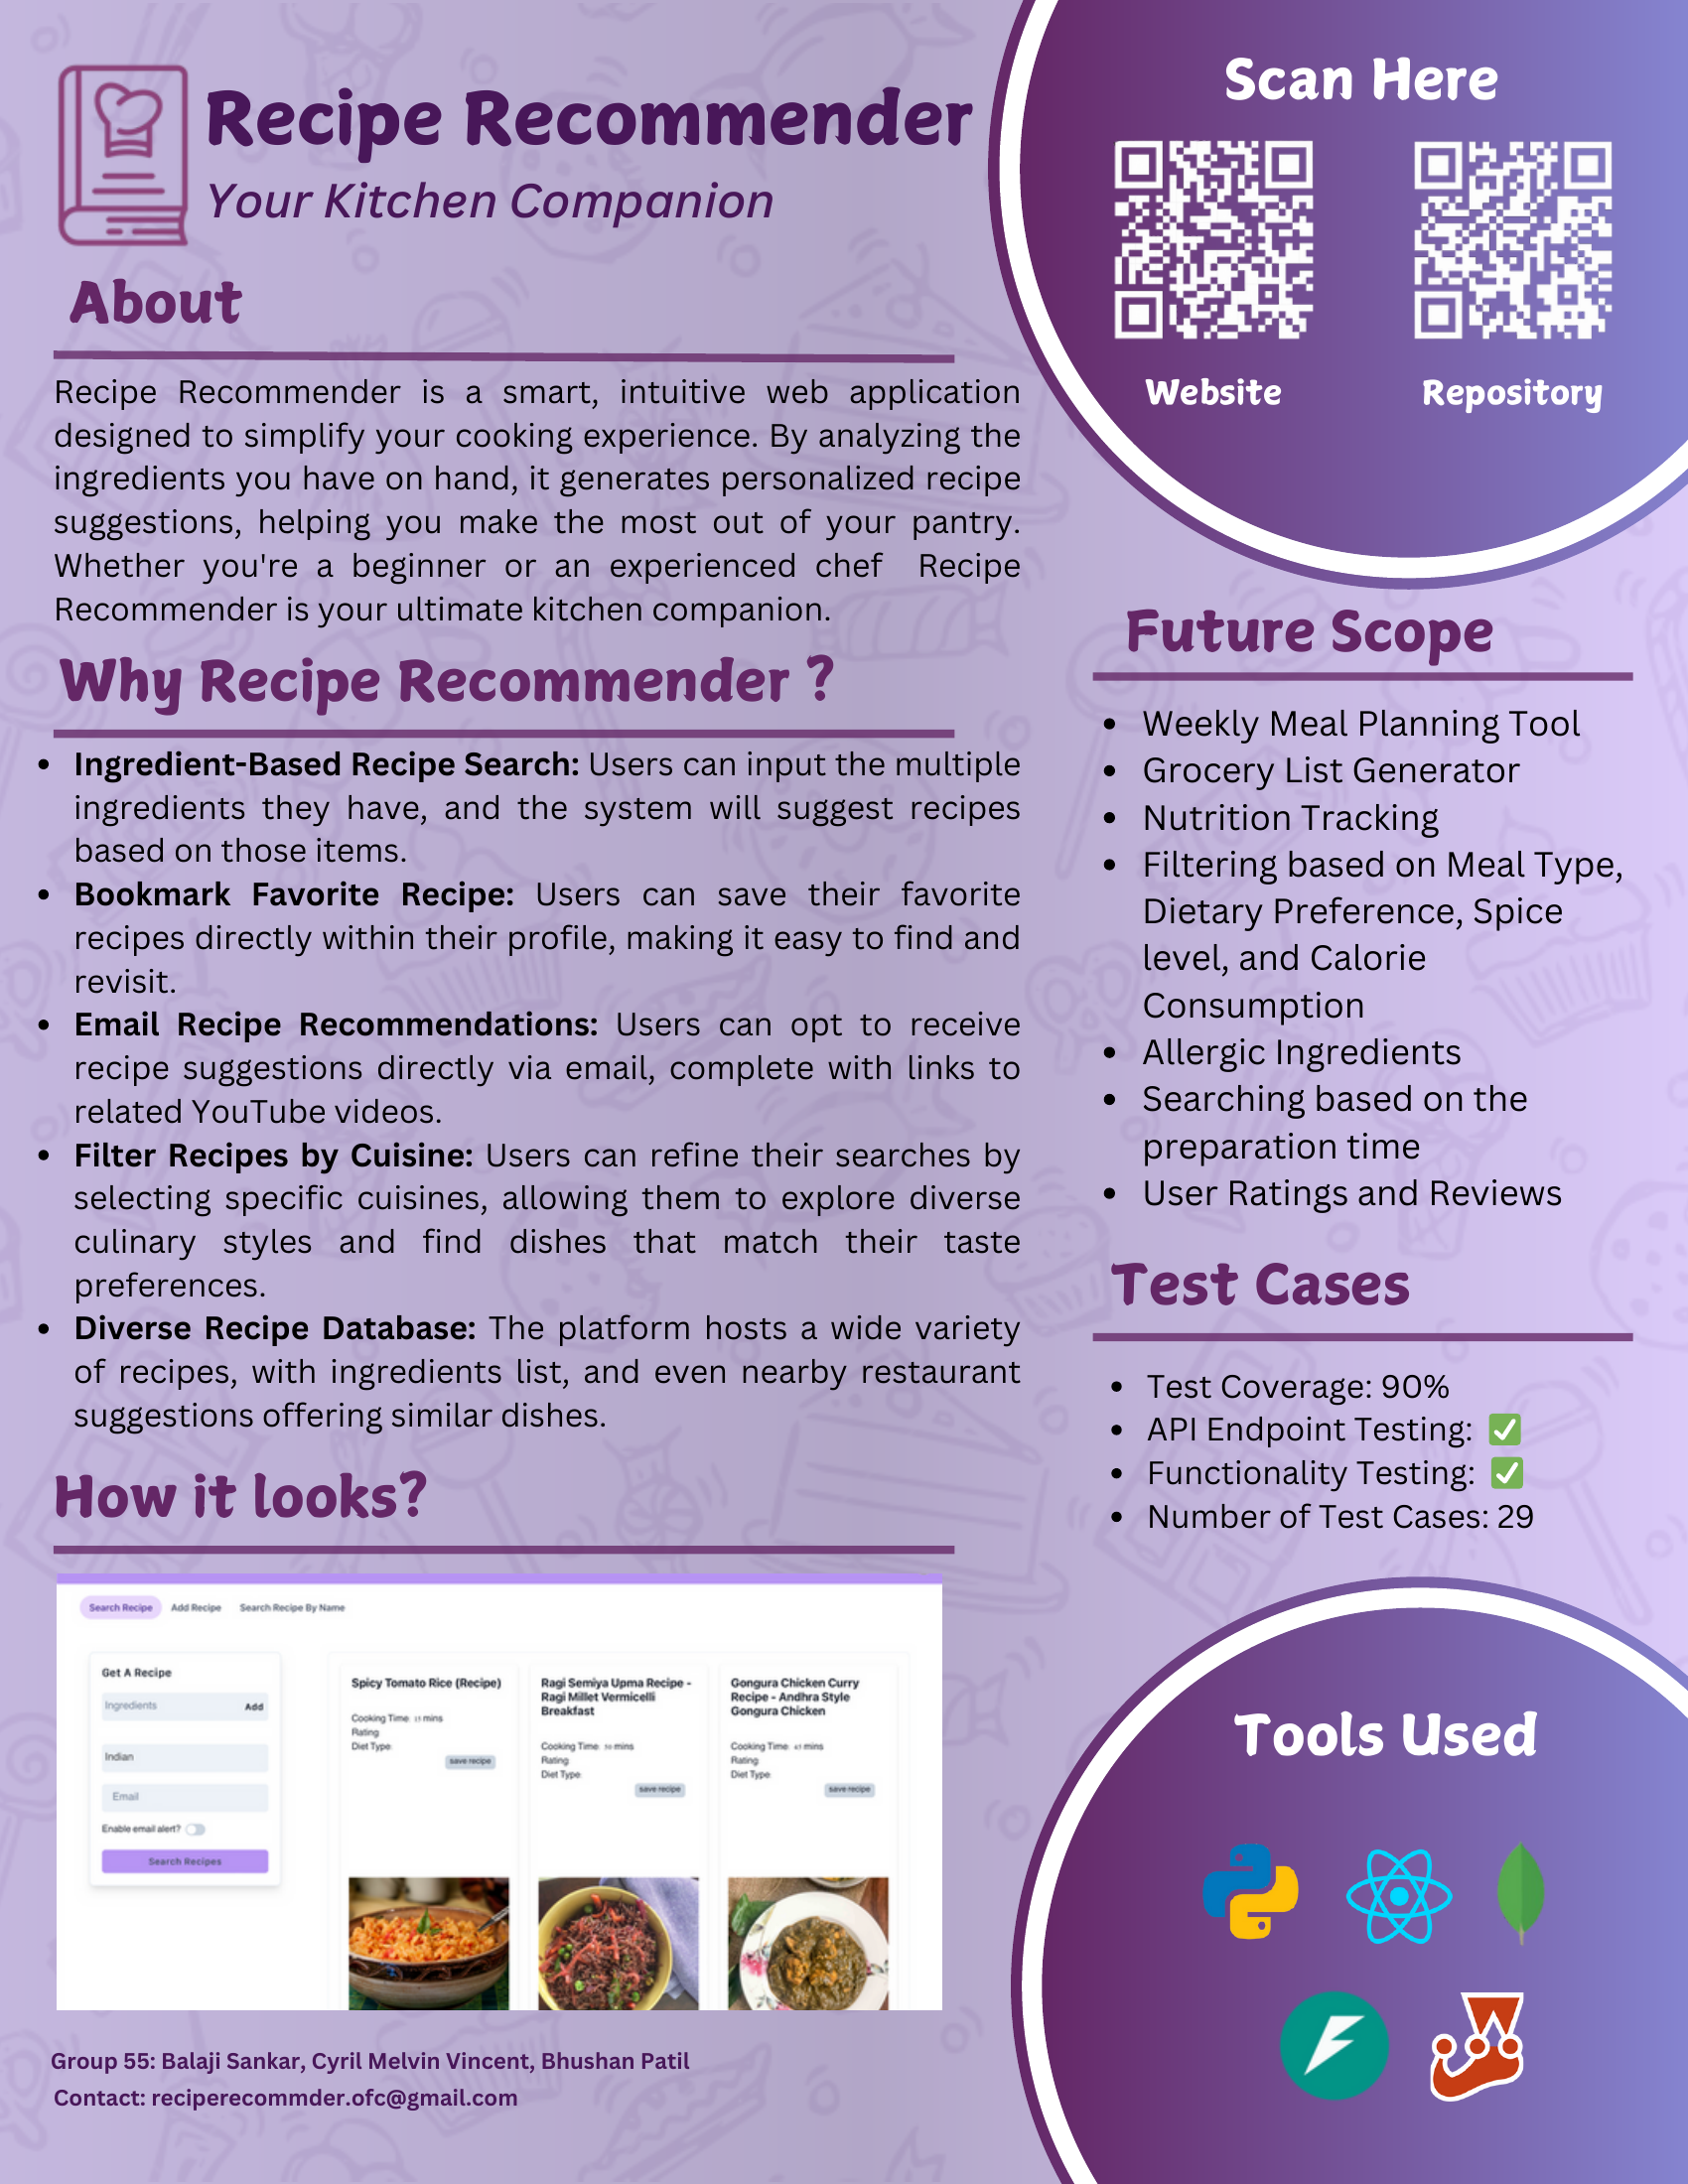 Recipe Recommender
Your Kitchen Companion
About
Recipe Recommender is a smart, intuitive web application
designed to simplify your cooking experience. By analyzing the
ingredients you have on hand, it generates personalized recipe
suggestions, helping you make the most out of your pantry.
Whether you're a beginner or an experienced chef Recipe
Recommender is your ultimate kitchen companion.
Why Recipe Recommender ?
• Ingredient-Based Recipe Search: Users can input the multiple
ingredients they have, and the system will suggest recipes
based on those items.
• Bookmark Favorite Recipe: Users can save their favorite
recipes directly within their profile, making it easy to find and
revisit.
• Email Recipe Recommendations: Users can opt to receive
recipe suggestions directly via email, complete with links to
related YouTube videos.
• Filter Recipes by Cuisine: Users can refine their searches by
selecting specific cuisines, allowing them to explore diverse
culinary styles and find dishes that match their taste
preferences.
• Diverse Recipe Database: The platform hosts a wide variety
of recipes, with ingredients list, and even nearby restaurant
suggestions offering similar dishes.
How it looks?
Search Recipe Add Recipe Search Recipe By Name
Get A Recipe
Ingredients Add
Indian
Email
Enable email alert?
Search Recipes
Spicy Tomato Rice (Recipe)
Cooking Time: 15 mins
Rating
Diet Type:
save recipe
Ragi Semiya Upma Recipe -
Ragi Millet Vermicelli
Breakfast
Cooking Time: 50 mins
Rating
Diet Type:
save recipe
Gongura Chicken Curry
Recipe - Andhra Style
Gongura Chicken
Cooking Time: 45 mins
Rating
Diet Type:
save recipe
Group 55: Balaji Sankar, Cyril Melvin Vincent, Bhushan Patil
Contact: reciperecommder.ofc@gmail.com
Scan Here
Website
Repository
Future Scope
• Weekly Meal Planning Tool
• Grocery List Generator
• Nutrition Tracking
• Filtering based on Meal Type,
Dietary Preference, Spice
level, and Calorie
Consumption
• Allergic Ingredients
• Searching based on the
preparation time
• User Ratings and Reviews
Test Cases
• Test Coverage: 90%
• API Endpoint Testing: ✅
• Functionality Testing: ✅
• Number of Test Cases: 29
Tools Used